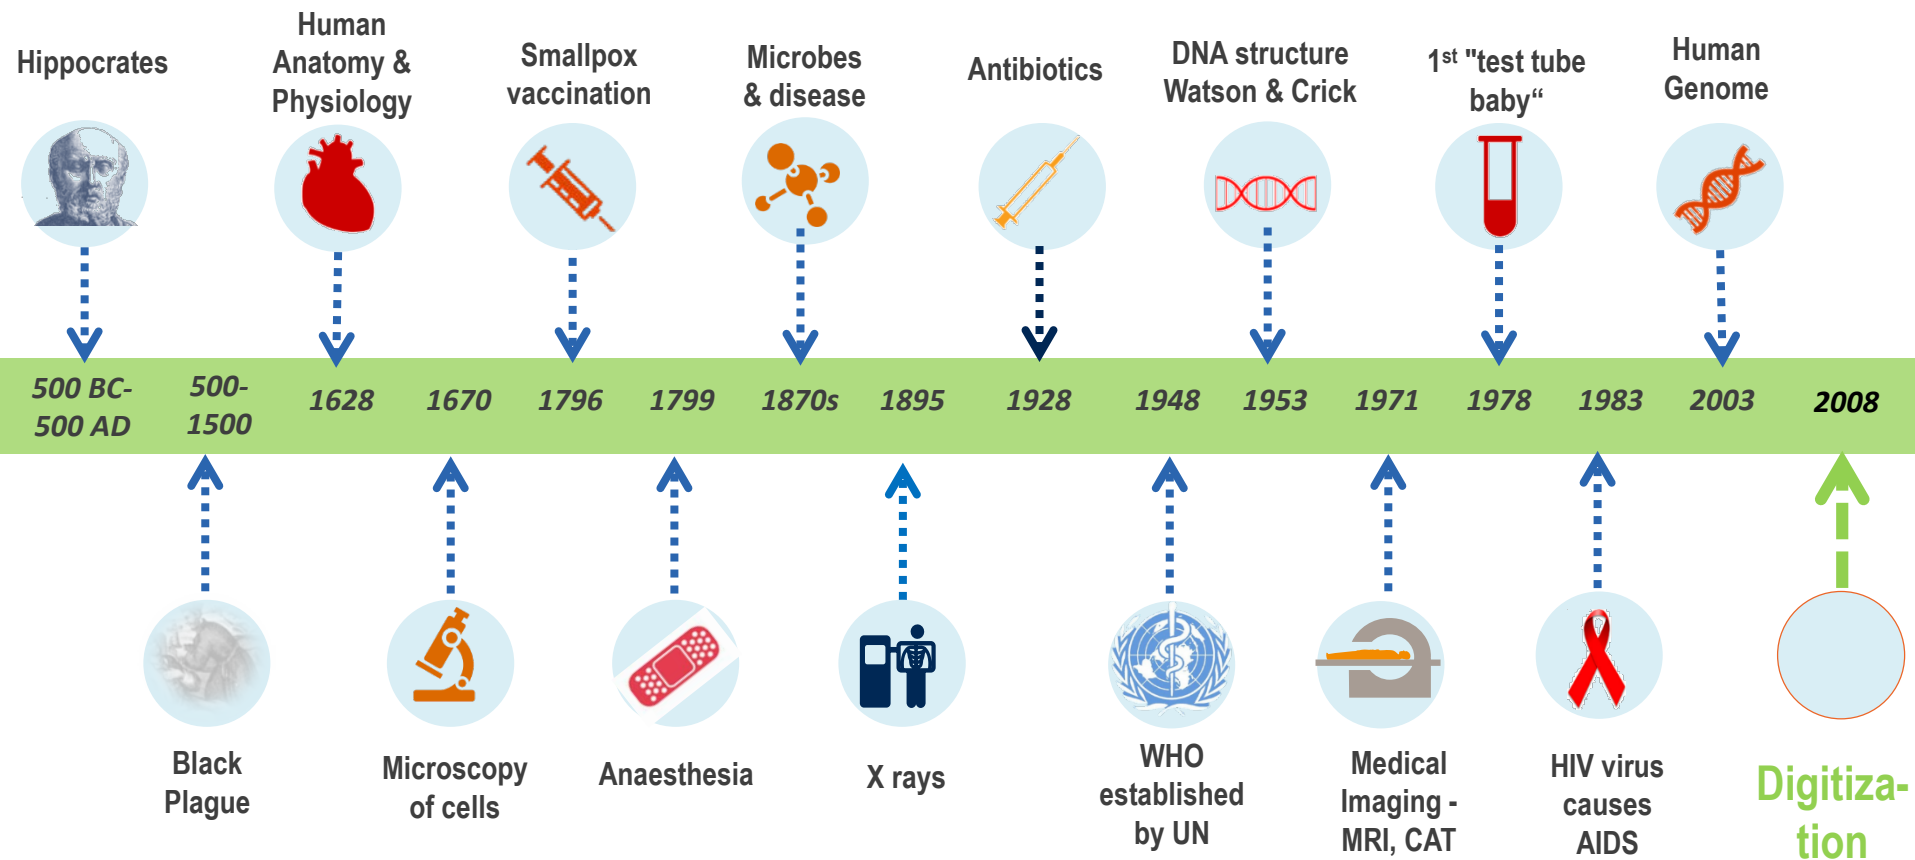 Hippocrates
Human
Anatomy &
Physiology
Smallpox
vaccination
Microbes
& disease
Antibiotics
DNA structure
Watson & Crick
1st "test tube
baby“
Human
Genome
500 BC-
500 AD
500-
1500
1628
1670
1796
1799
1870s
1895
1928
1948
1953
1971
1978
1983
2003
2008
Black
Plague
Microscopy
of cells
Anaesthesia
X rays
WHO
established
by UN
Medical
Imaging -
MRI, CAT
HIV virus
causes
AIDS
Digitiza-
tion